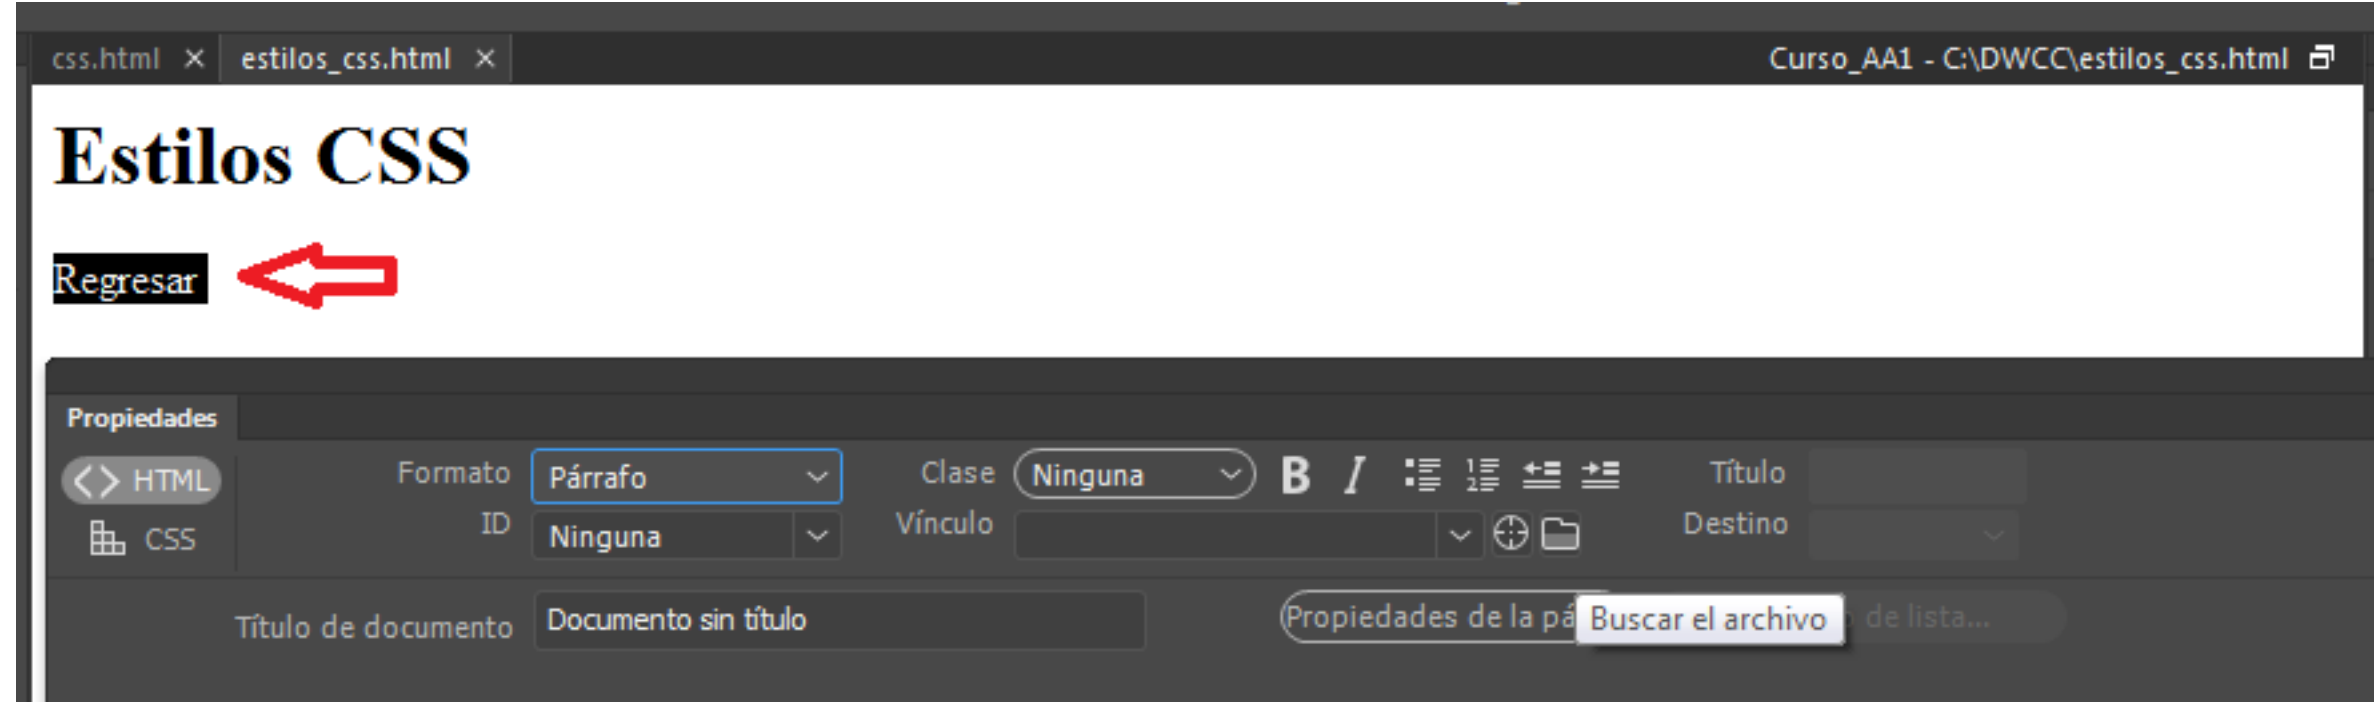 css.html × estilos_css.html × Curso_AA1 - C:\DWCC\estilos_css.html
Estilos CSS
Regresar
Propiedades
<> HTML Formato Párrafo Clase Ninguna B I Título
CSS ID Ninguna Vínculo Destino
Título de documento Documento sin título Propiedades de la pá Buscar el archivo de lista...